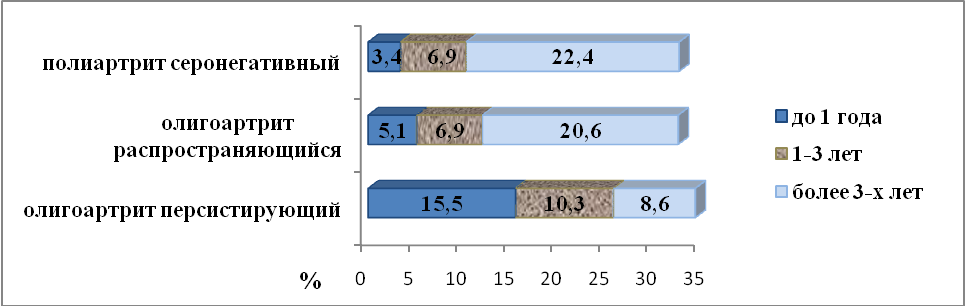 полиартрит серонегативный
3,4 6,9 22,4
олигоартрит
распространяющийся
5,1 6,9 20,6
олигоартрит персистирующий
15,5 10,3 8,6
% 0 5 10 15 20 25 30 35
до 1 года
1-3 лет
более 3-х лет